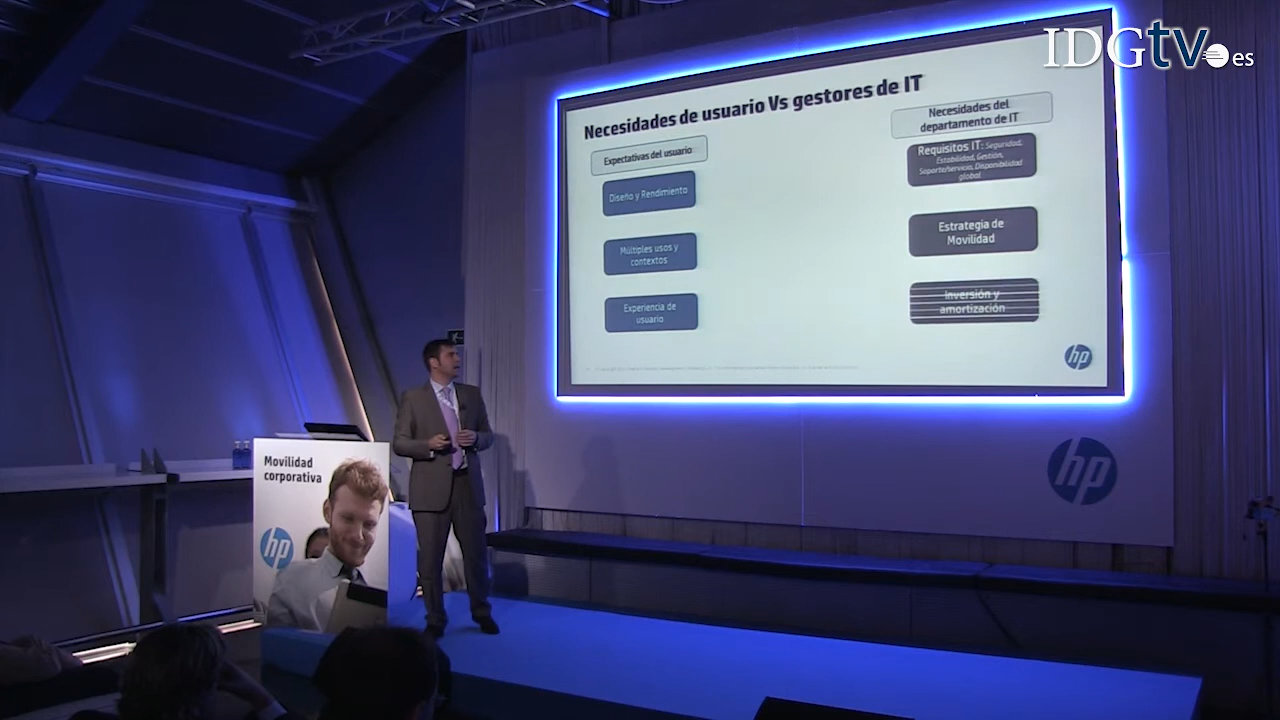 IDGtv.es
Necesidades de usuario Vs gestores de IT
Expectativas del usuario
Diseño y Rendimiento
Múltiples usos y
contextos
Experiencia de
usuario
Necesidades del
departamento de IT
Requisitos IT: Seguridad,
Estabilidad, Gestión,
Soporte/servicio, Disponibilidad
global
Estrategia de
Movilidad
Inversión y
amortización
hp
hp
Movilidad
corporativa
hp